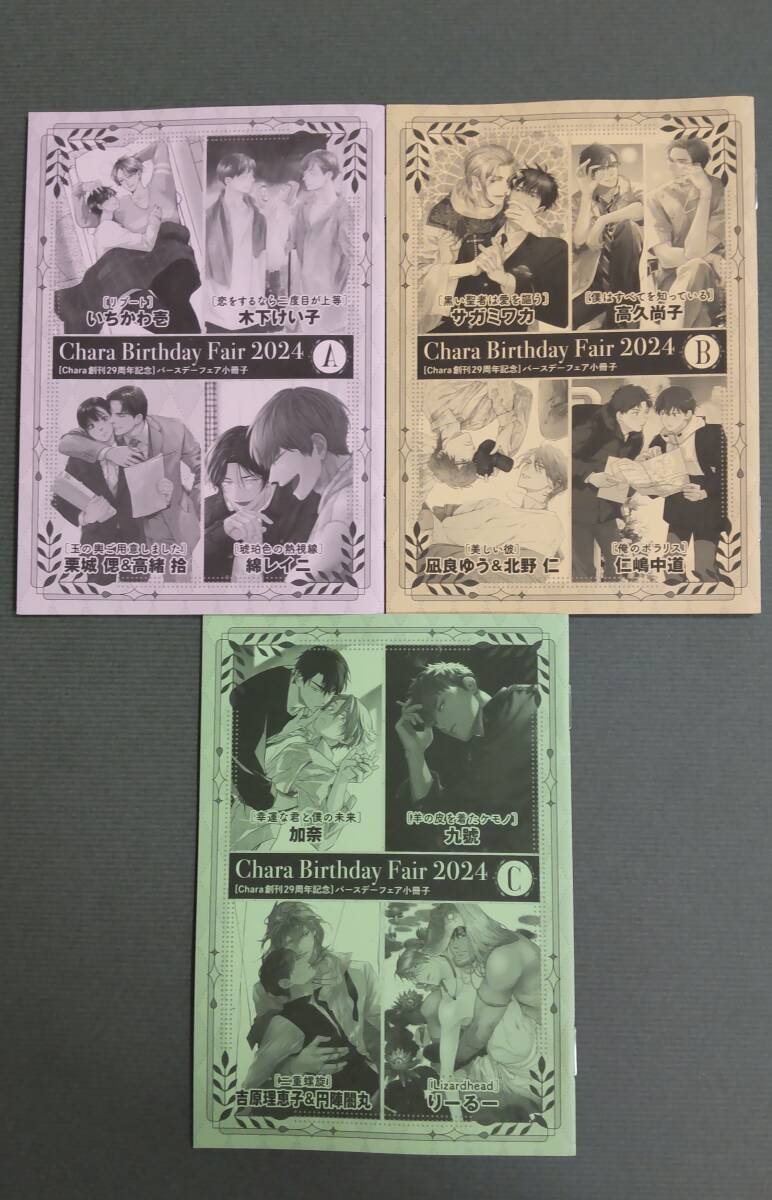 [リブート]
いちかわ壱
[恋をするなら二度目が上等]
木下けい子
Chara Birthday Fair 2024 A
[Chara創刊29周年記念] バースデーフェア小冊子
[玉の輿ご用意しました]
栗城 偲&高緒 拾
[琥珀色の熱視線]
綿レイニ
[黒い聖者は愛を謳う]
サガミワカ
[僕はすべてを知っている]
高久尚子
Chara Birthday Fair 2024 B
[Chara創刊29周年記念] バースデーフェア小冊子
[美しい彼]
凪良ゆう&北野 仁
[俺のポラリス]
仁嶋中道
[幸運な君と僕の未来]
加奈
[羊の皮を着たケモノ]
九號
Chara Birthday Fair 2024 C
[Chara創刊29周年記念] バースデーフェア小冊子
[二重螺旋]
吉原理恵子&円陣闇丸
[Lizardhead]
りーるー